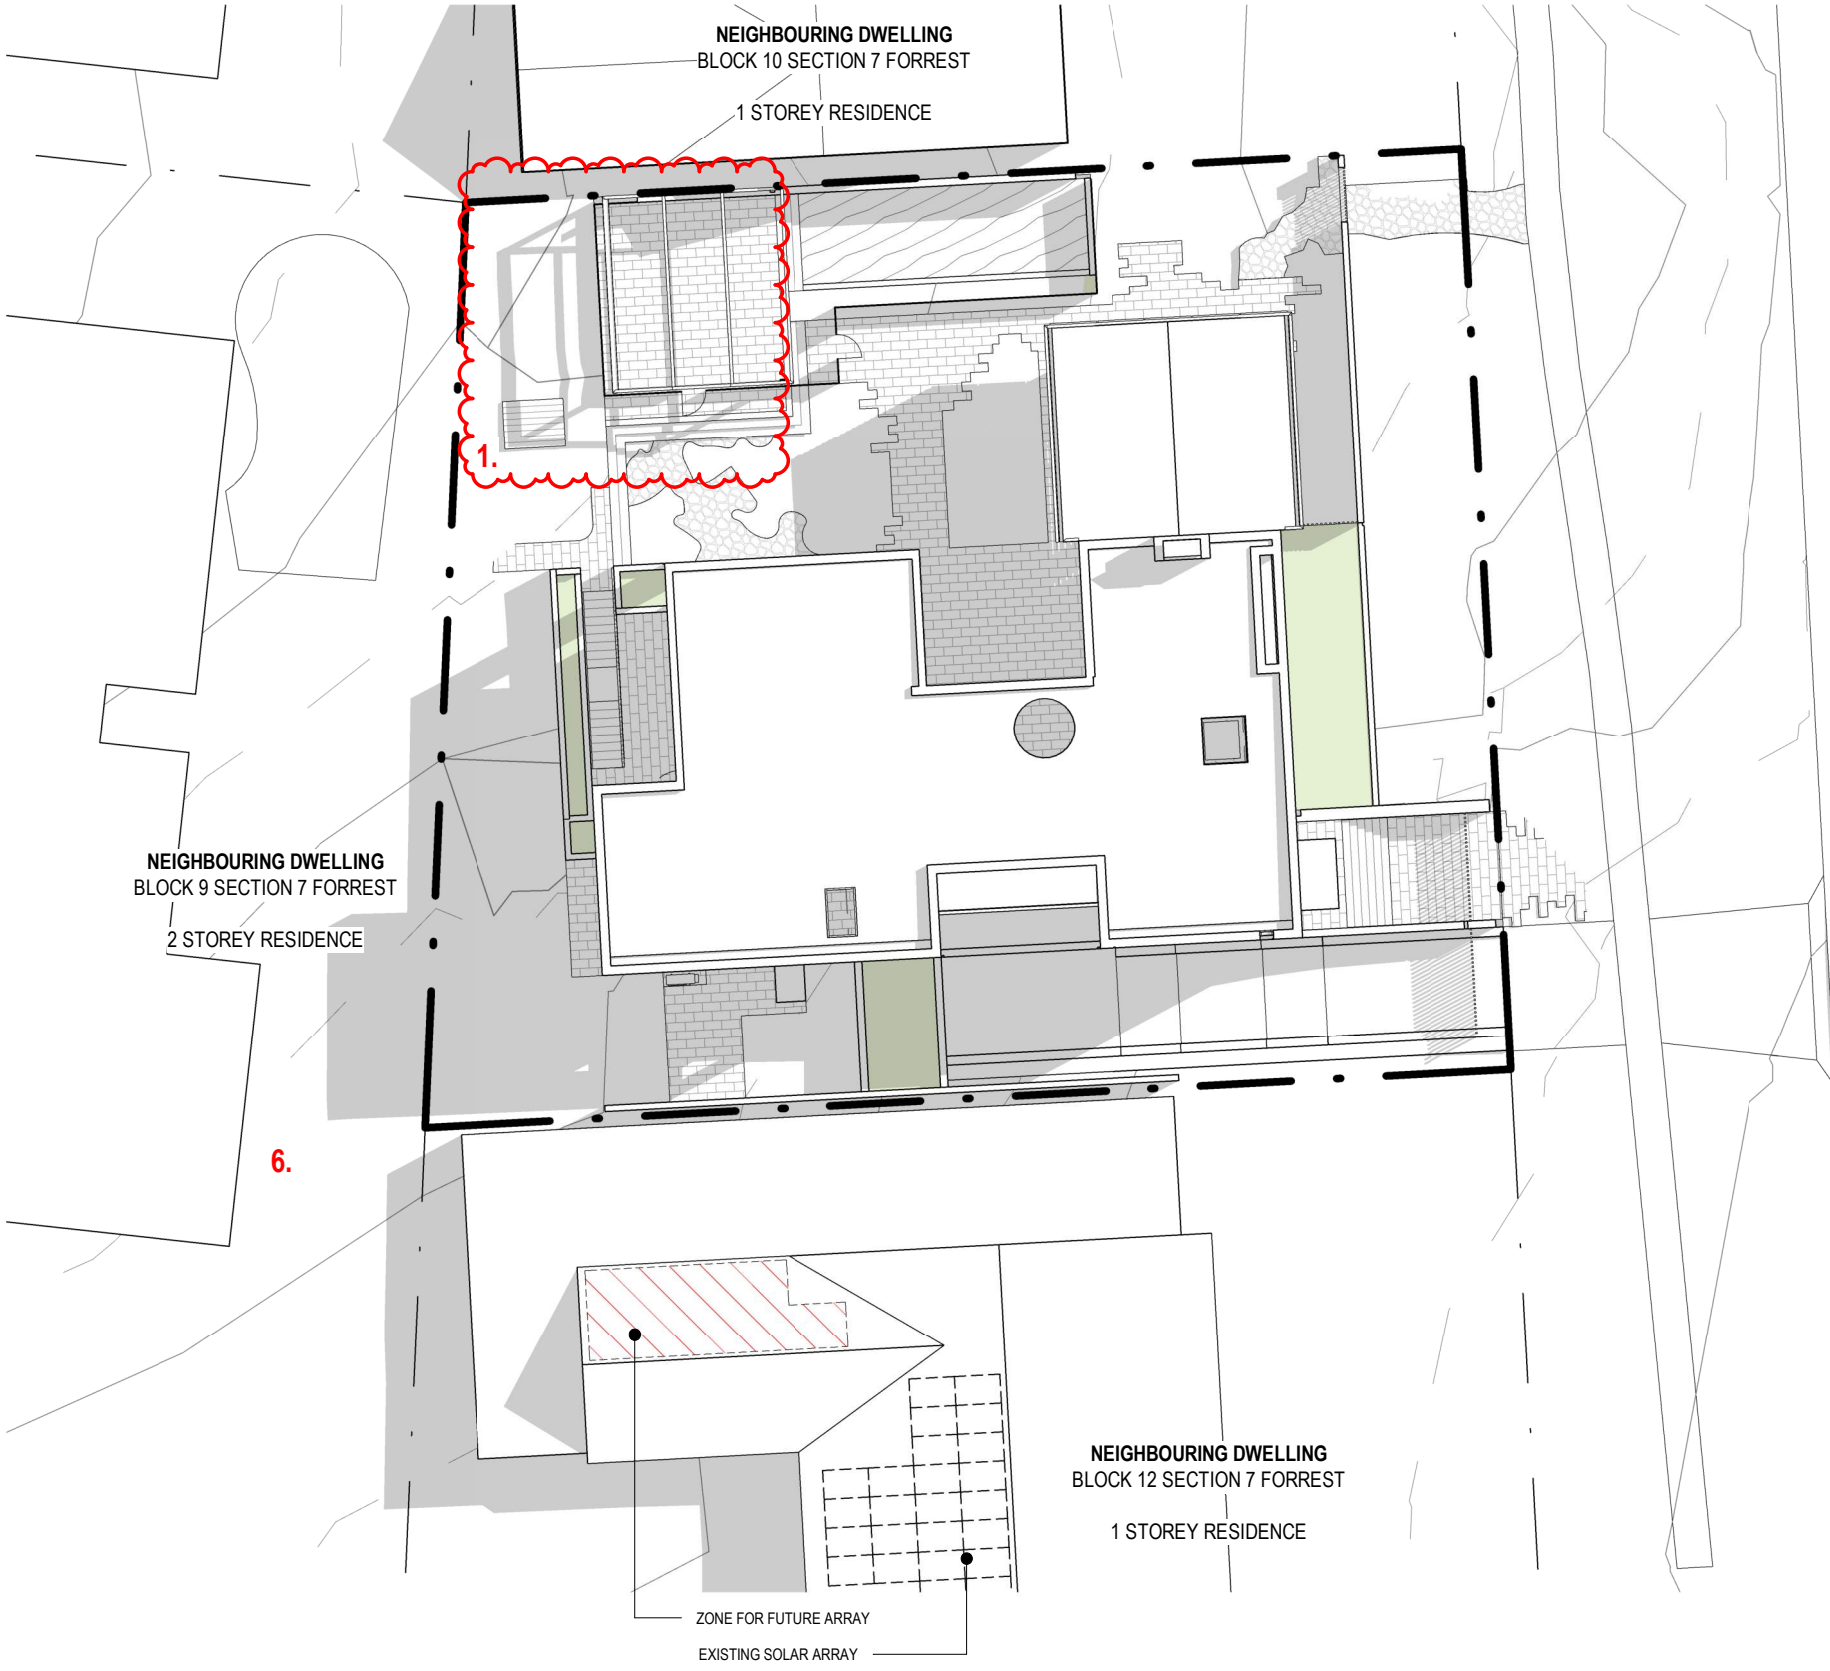 NEIGHBOURING DWELLING
BLOCK 10 SECTION 7 FORREST
1 STOREY RESIDENCE
1.
NEIGHBOURING DWELLING
BLOCK 9 SECTION 7 FORREST
2 STOREY RESIDENCE
6.
NEIGHBOURING DWELLING
BLOCK 12 SECTION 7 FORREST
1 STOREY RESIDENCE
ZONE FOR FUTURE ARRAY
EXISTING SOLAR ARRAY